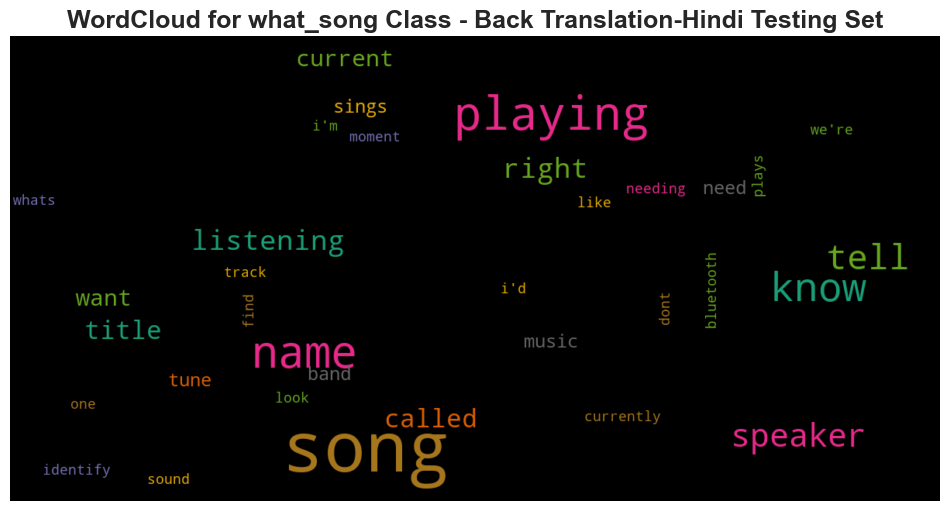 WordCloud for what_song Class - Back Translation-Hindi Testing Set
current
sings
playing
i'm
moment
we're
right
plays
needing
need
whats
like
listening
tell
track
know
i'd
bluetooth
want
find
dont
title
music
name
band
tune
look
one
called
currently
song
speaker
identify
sound